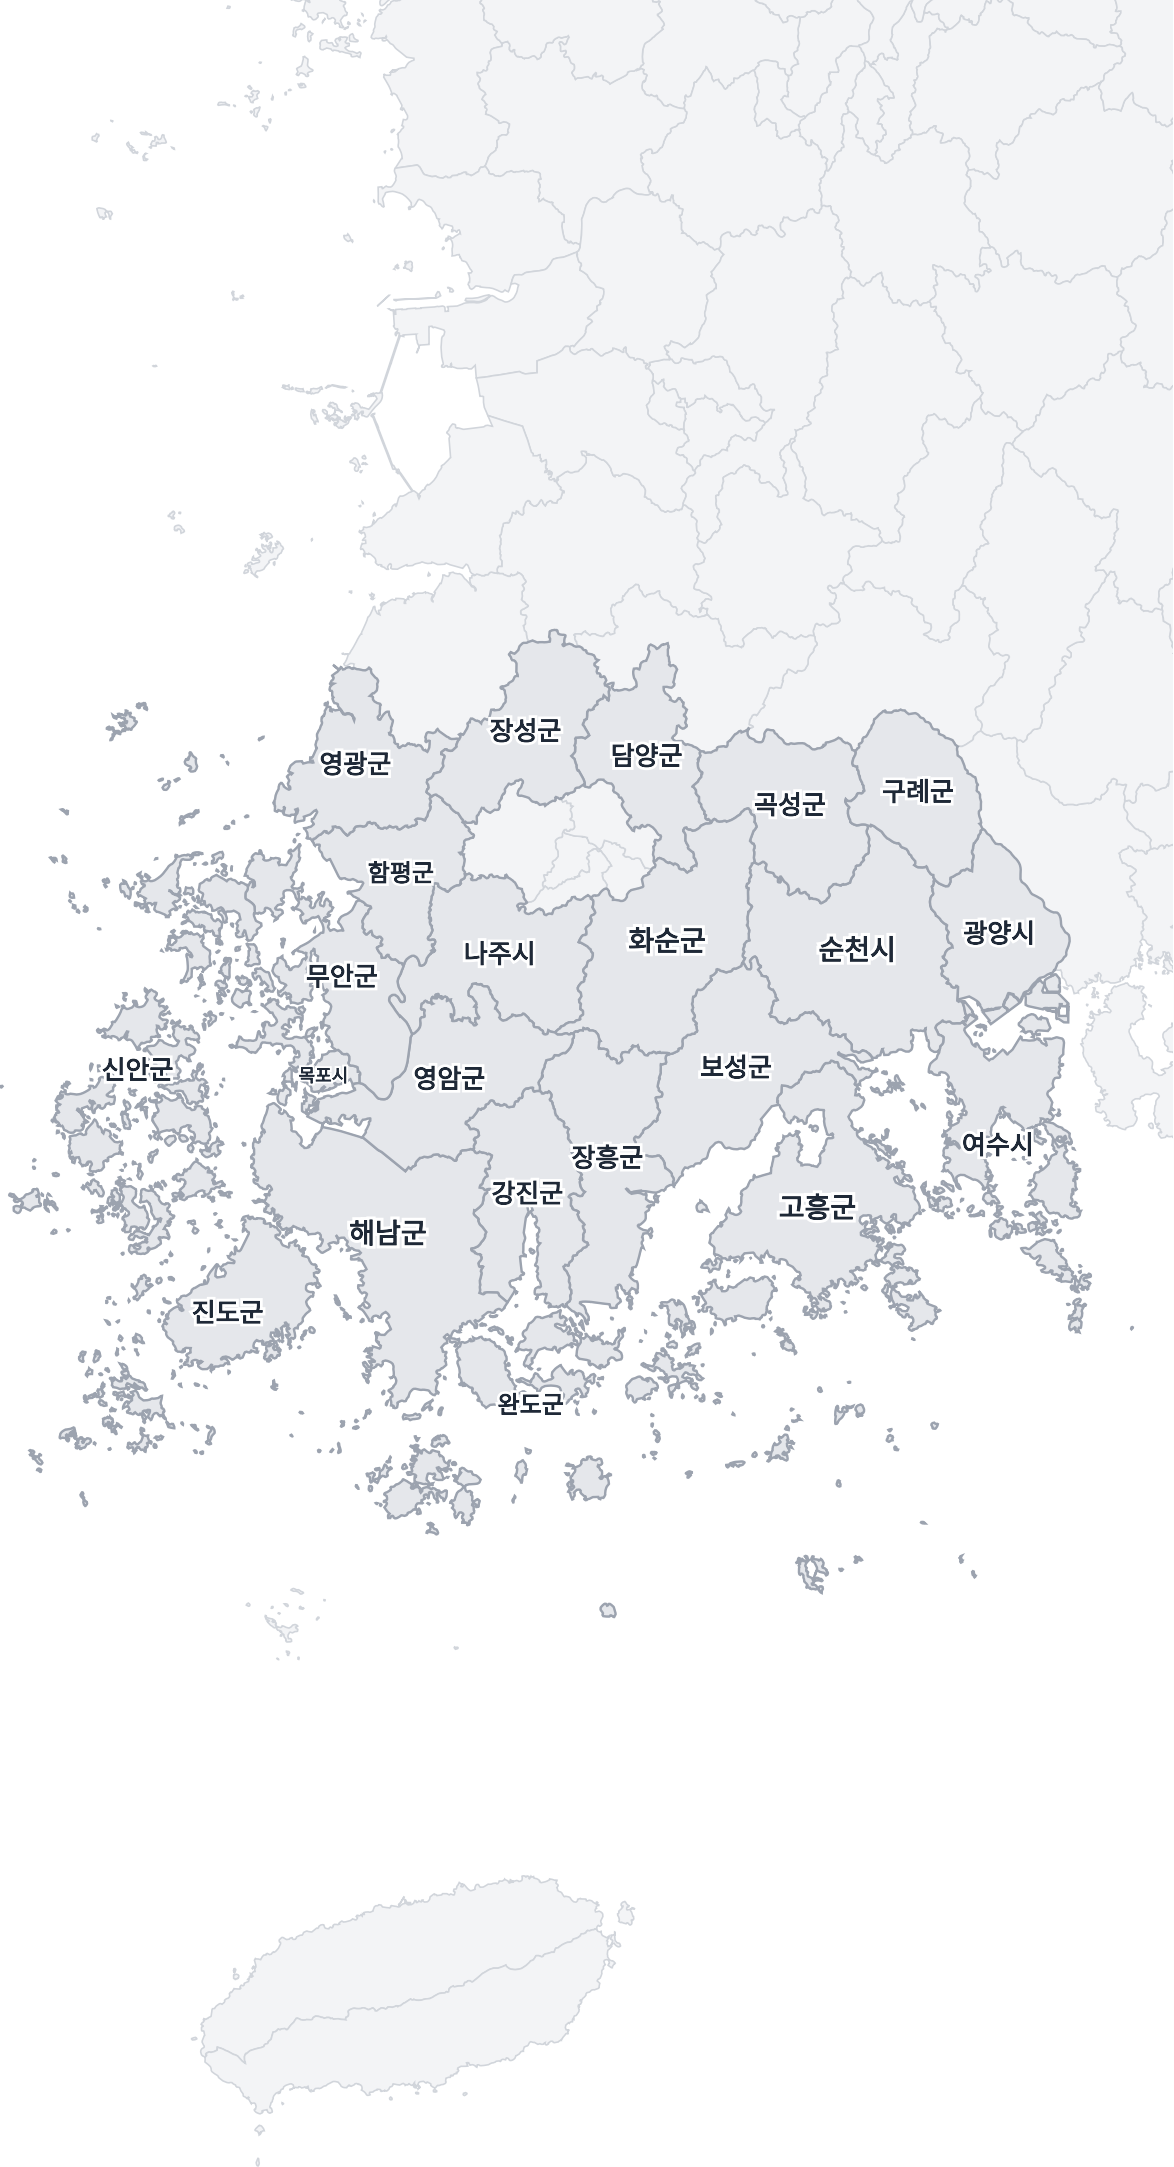 장성군
담양군
영광군
구례군
곡성군
함평군
광양시
화순군
순천시
나주시
무안군
보성군
신안군
목포시
영암군
여수시
장흥군
강진군
고흥군
해남군
진도군
완도군